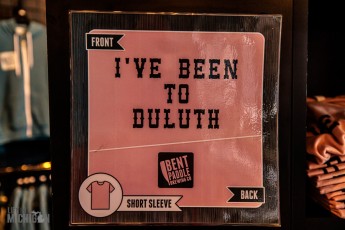 FRONT
I'VE BEEN
TO
DULUTH
BENT
PADDLE
BREWING CO
SHORT SLEEVE
BACK